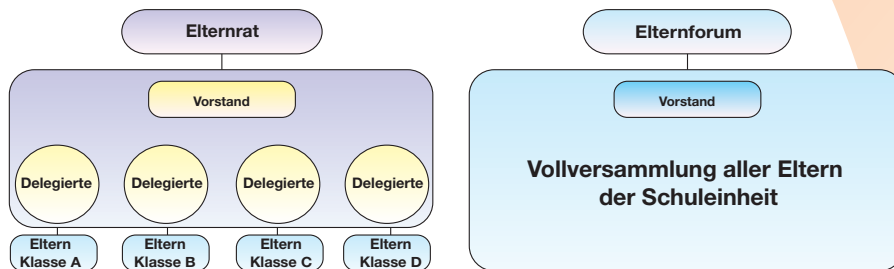 Elternrat
Vorstand
Delegierte
Delegierte
Delegierte
Delegierte
Eltern
Klasse A
Eltern
Klasse B
Eltern
Klasse C
Eltern
Klasse D
Elternforum
Vorstand
Vollversammlung aller Eltern
der Schuleinheit